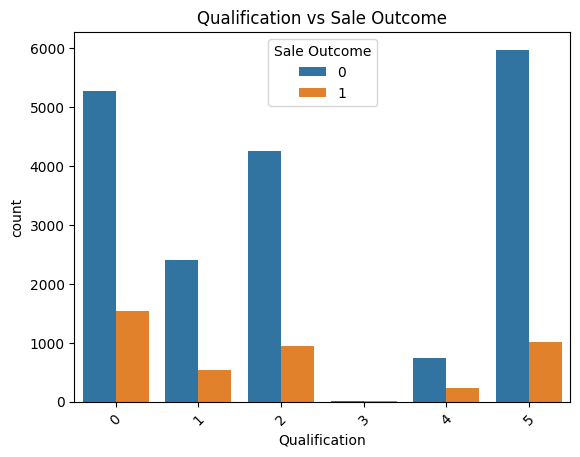 Qualification vs Sale Outcome
Sale Outcome
0
1
6000
5000
4000
3000
2000
1000
0
count
0 1 2 3 4 5
Qualification